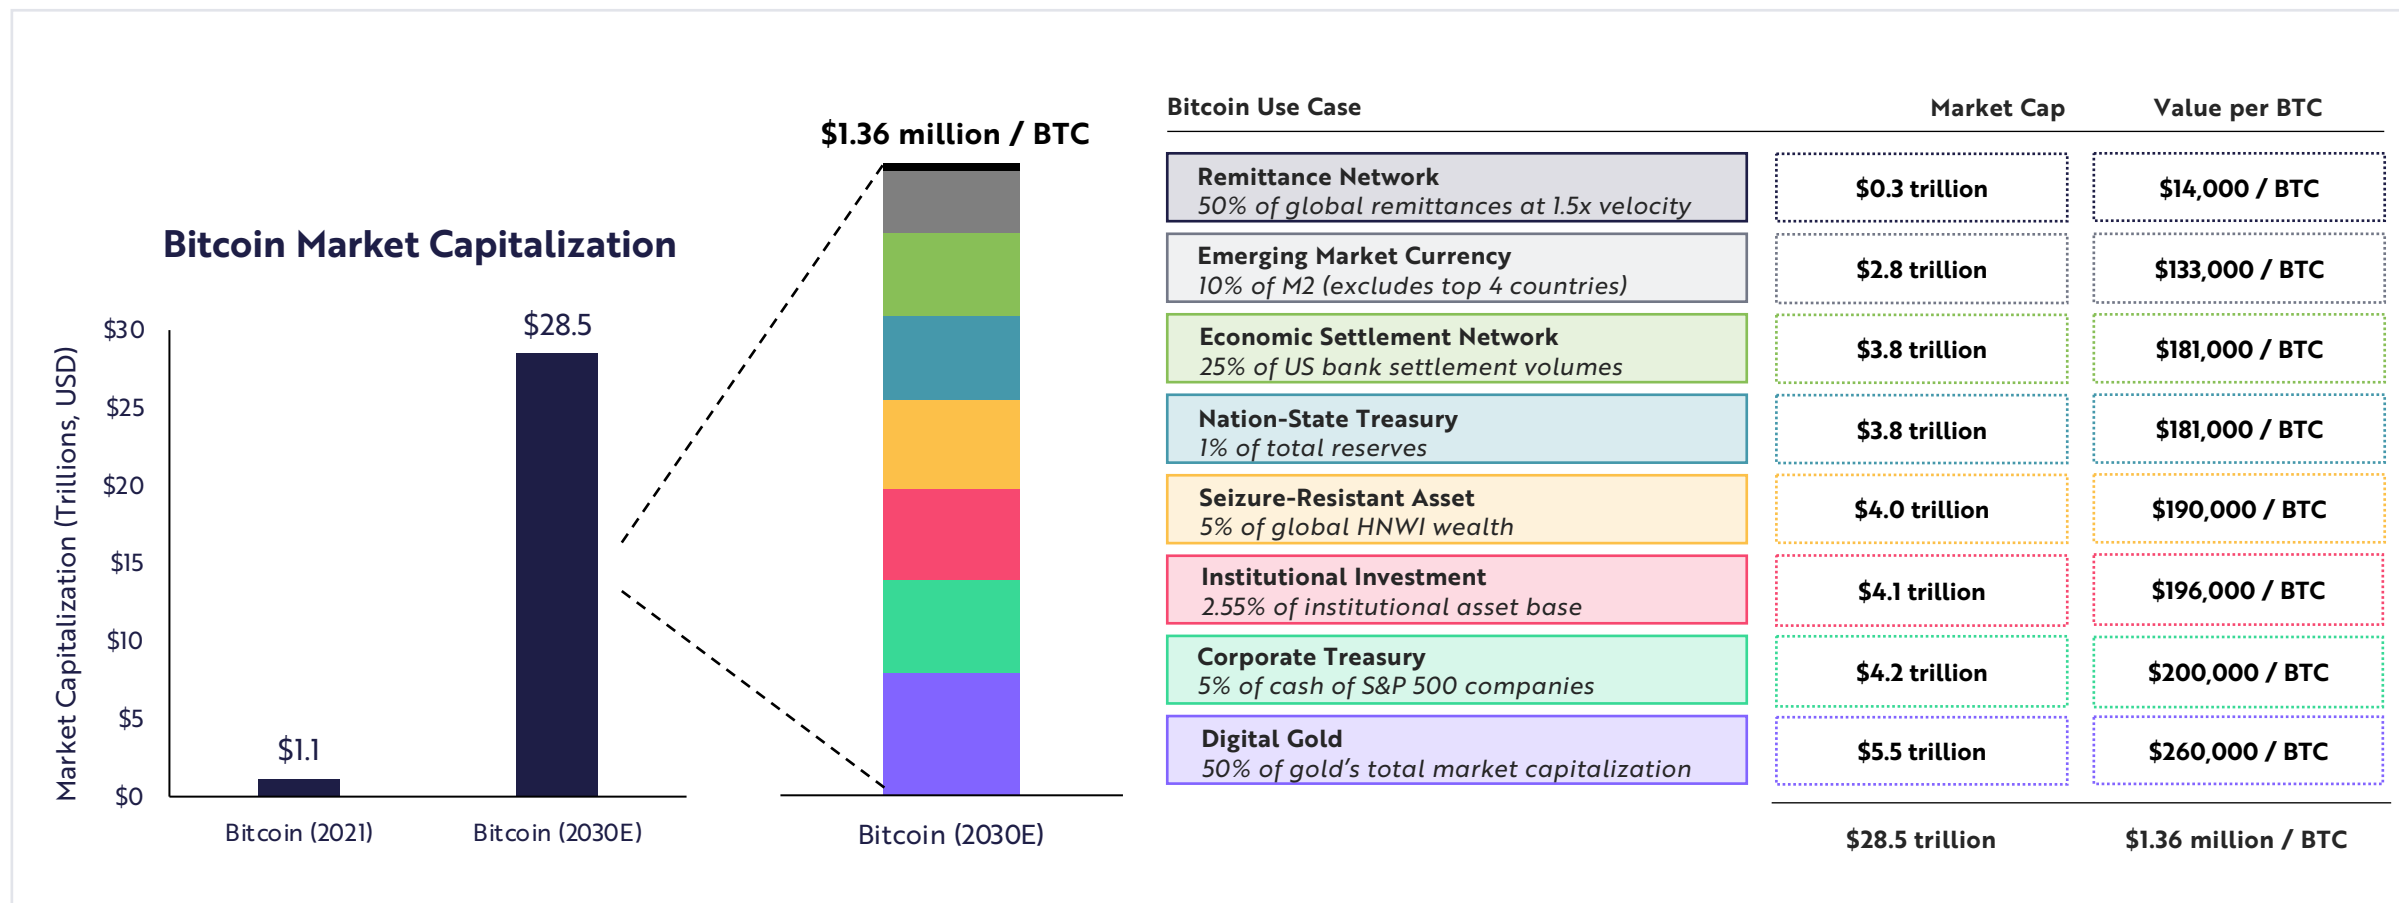 Bitcoin Market Capitalization
Market Capitalization (Trillions, USD)
$30
$25
$20
$15
$10
$5
$0
$1.1
$28.5
Bitcoin (2021)
Bitcoin (2030E)
$1.36 million / BTC
Bitcoin (2030E)
Bitcoin Use Case Market Cap Value per BTC
Remittance Network
50% of global remittances at 1.5x velocity
$0.3 trillion
$14,000 / BTC
Emerging Market Currency
10% of M2 (excludes top 4 countries)
$2.8 trillion
$133,000 / BTC
Economic Settlement Network
25% of US bank settlement volumes
$3.8 trillion
$181,000 / BTC
Nation-State Treasury
1% of total reserves
$3.8 trillion
$181,000 / BTC
Seizure-Resistant Asset
5% of global HNWI wealth
$4.0 trillion
$190,000 / BTC
Institutional Investment
2.55% of institutional asset base
$4.1 trillion
$196,000 / BTC
Corporate Treasury
5% of cash of S&P 500 companies
$4.2 trillion
$200,000 / BTC
Digital Gold
50% of gold’s total market capitalization
$5.5 trillion
$260,000 / BTC
$28.5 trillion
$1.36 million / BTC